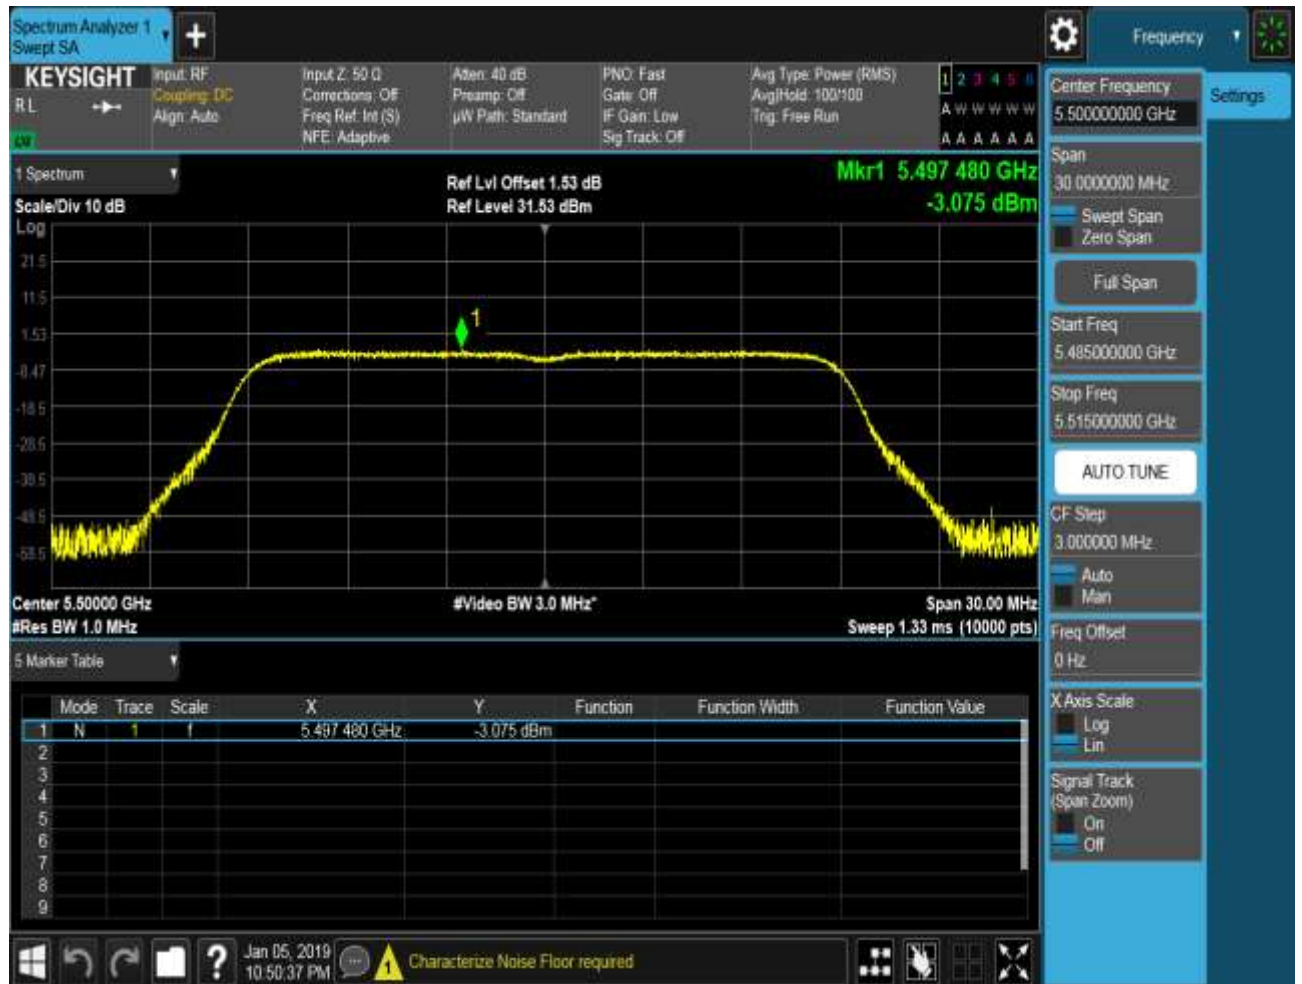 Spectrum Analyzer 1
Swept SA
Frequency
KEYSIGHT
R L
Input: RF
Coupling: DC
Align: Auto
Input Z: 50 Ω
Corrections: Off
Freq Ref: Int (S)
NFE: Adaptive
Atten: 40 dB
Preamp: Off
µW Path: Standard
PNO: Fast
Gate: Off
IF Gain: Low
Sig Track: Off
Avg Type: Power (RMS)
Avg|Hold: 100/100
Trig: Free Run
1 2 3 4 5 6
A W W W W W
A A A A A A
1 Spectrum
Scale/Div 10 dB
Log
Ref Lvl Offset 1.53 dB
Ref Level 31.53 dBm
Mkr1 5.497 480 GHz
-3.075 dBm
21.5
11.5
1.53
-8.47
-18.5
-28.5
-38.5
-48.5
-58.5
1
Center 5.50000 GHz
#Video BW 3.0 MHz*
Span 30.00 MHz
#Res BW 1.0 MHz
Sweep 1.33 ms (10000 pts)
5 Marker Table
Mode Trace Scale X Y Function Function Width Function Value
1 N 1 f 5.497 480 GHz -3.075 dBm
2
3
4
5
6
7
8
9
Jan 05, 2019
10:50:37 PM
Characterize Noise Floor required
Settings
Center Frequency
5.500000000 GHz
Span
30.0000000 MHz
Swept Span
Zero Span
Full Span
Start Freq
5.485000000 GHz
Stop Freq
5.515000000 GHz
AUTO TUNE
CF Step
3.000000 MHz
Auto
Man
Freq Offset
0 Hz
X Axis Scale
Log
Lin
Signal Track
(Span Zoom)
On
Off